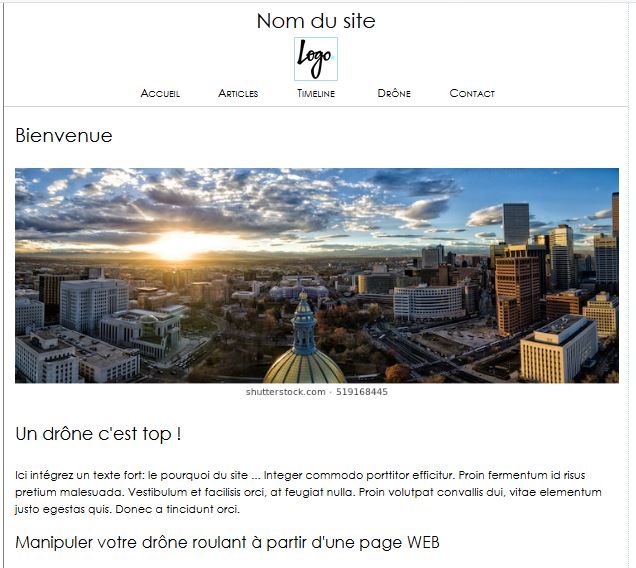 Nom du site
Logo
Accueil Articles Timeline Drône Contact
Bienvenue
shutterstock.com · 519168445
Un drône c'est top !
Ici intégrez un texte fort: le pourquoi du site ... Integer commodo porttitor efficitur. Proin fermentum id risus
pretium malesuada. Vestibulum et facilisis orci, at feugiat nulla. Proin volutpat convallis dui, vitae elementum
justo egestas quis. Donec a tincidunt orci.
Manipuler votre drône roulant à partir d'une page WEB